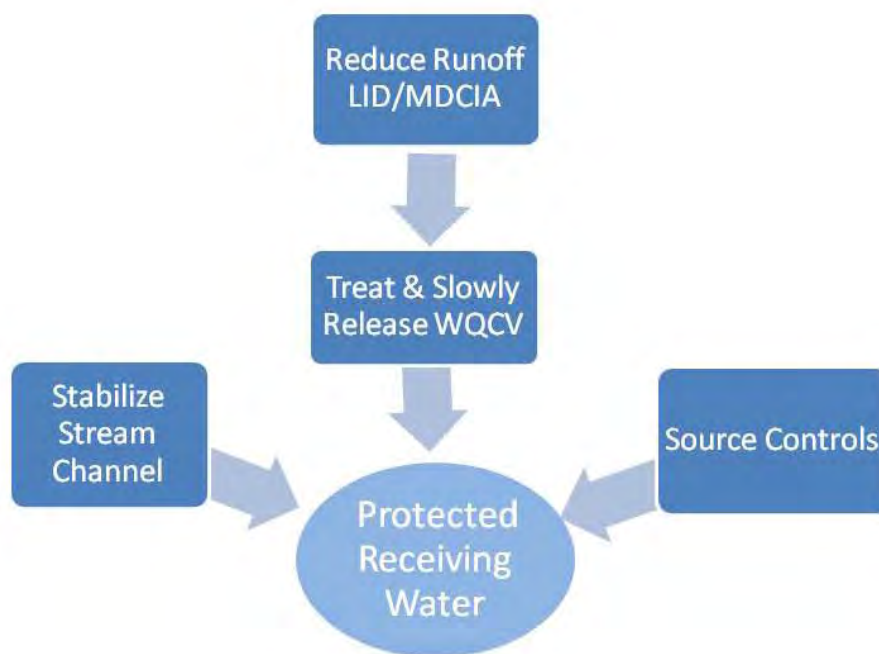 Reduce Runoff
LID/MDCIA
Treat & Slowly
Release WQCV
Stabilize
Stream
Channel
Source Controls
Protected
Receiving
Water